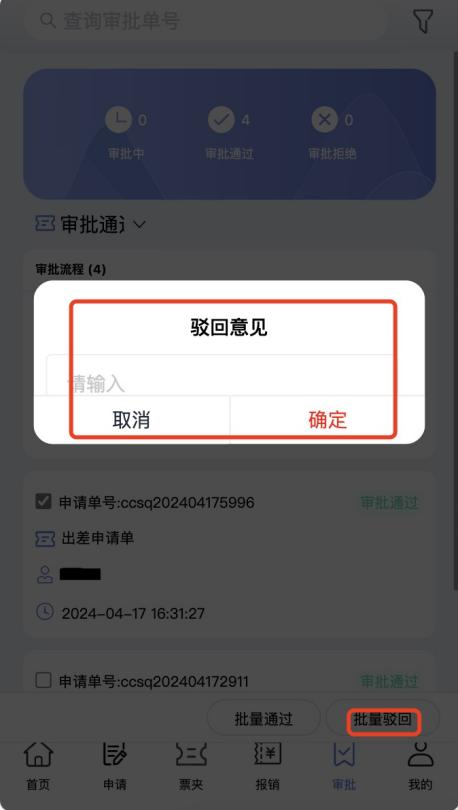 查询审批单号
0
4
0
审批中
审批通过
审批拒绝
审批通
审批流程 (4)
驳回意见
请输入
取消
确定
申请单号:ccsq202404175996
审批通过
出差申请单
2024-04-17 16:31:27
申请单号:ccsq202404172911
审批通过
批量通过
批量驳回
首页
申请
票夹
报销
审批
我的